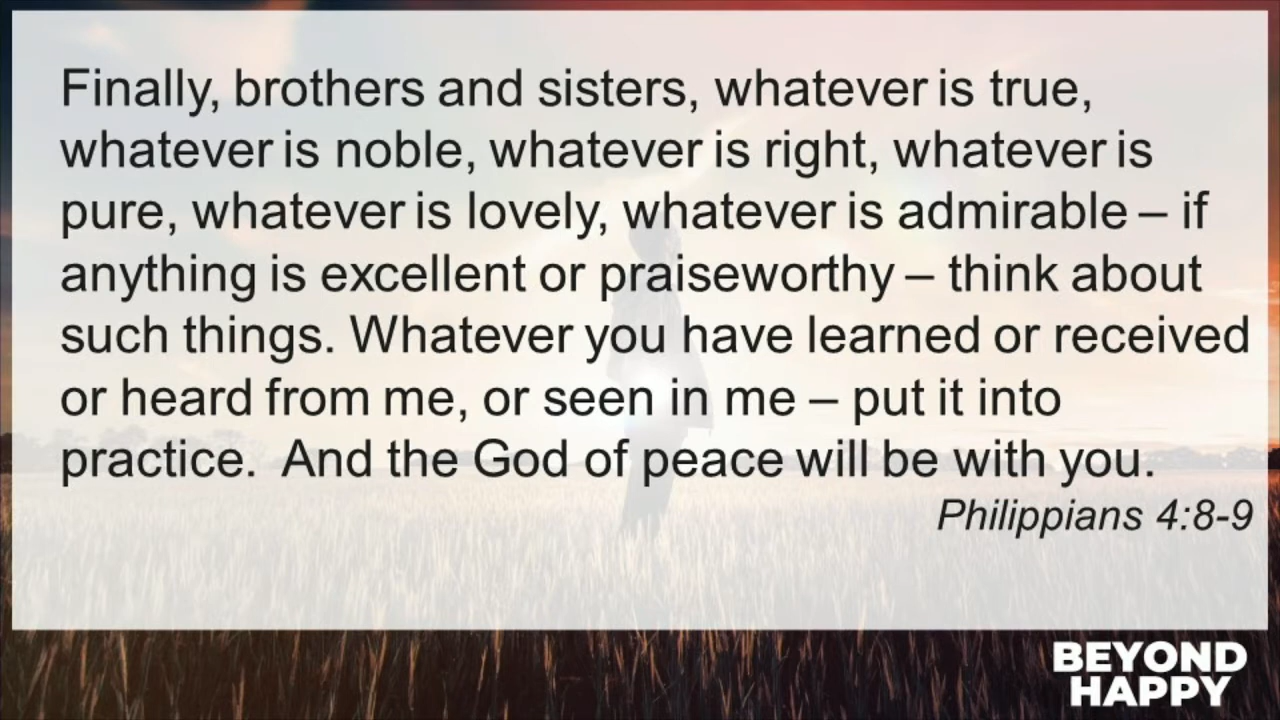 Finally, brothers and sisters, whatever is true,
whatever is noble, whatever is right, whatever is
pure, whatever is lovely, whatever is admirable – if
anything is excellent or praiseworthy – think about
such things. Whatever you have learned or received
or heard from me, or seen in me – put it into
practice.  And the God of peace will be with you.
Philippians 4:8-9
BEYOND
HAPPY